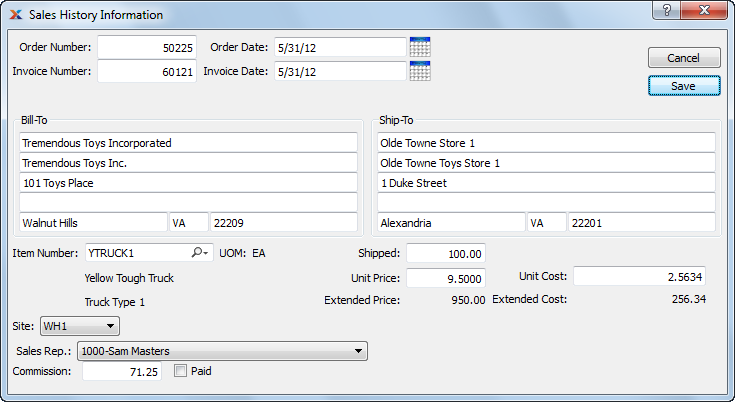 Sales History Information
Order Number: 50225 Order Date: 5/31/12
Invoice Number: 60121 Invoice Date: 5/31/12
Cancel
Save
Bill-To
Tremendous Toys Incorporated
Tremendous Toys Inc.
101 Toys Place
Walnut Hills VA 22209
Ship-To
Olde Towne Store 1
Olde Towne Toys Store 1
1 Duke Street
Alexandria VA 22201
Item Number: YTRUCK1 UOM: EA Shipped: 100.00
Yellow Tough Truck Unit Price: 9.5000 Unit Cost: 2.5634
Truck Type 1 Extended Price: 950.00 Extended Cost: 256.34
Site: WH1
Sales Rep.: 1000-Sam Masters
Commission: 71.25 Paid